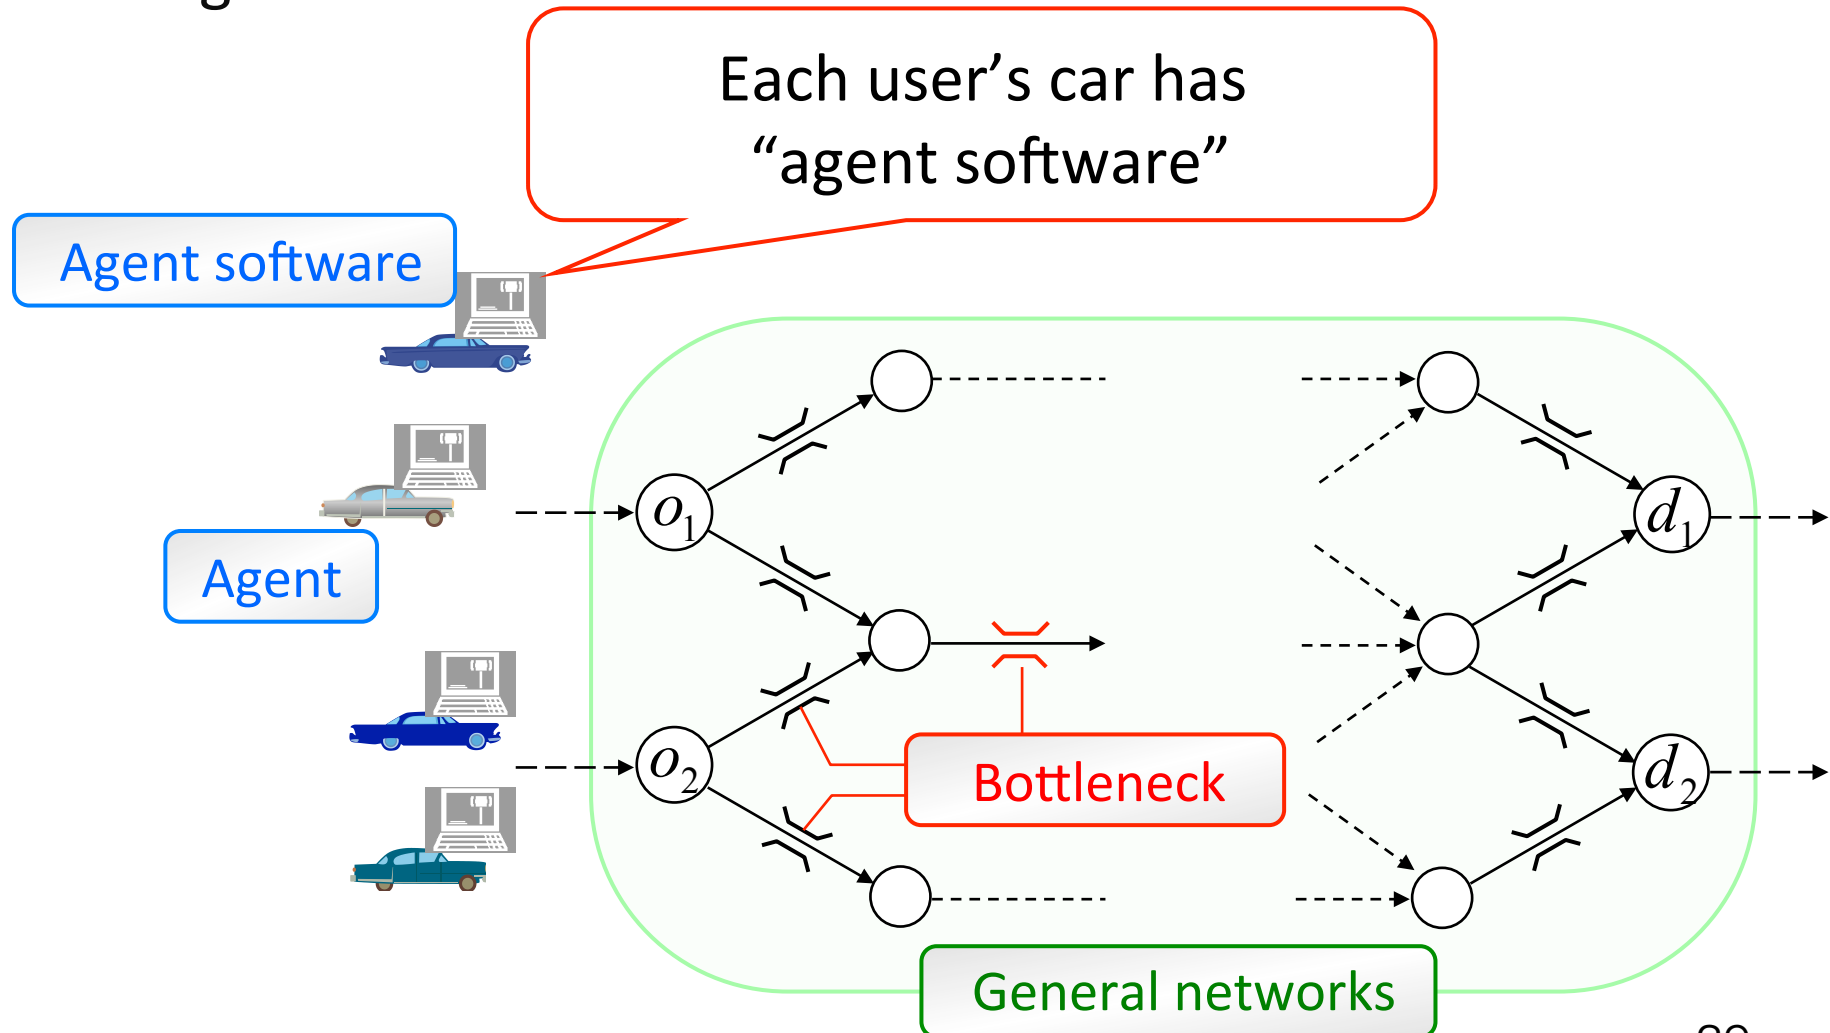 Each user’s car has
“agent software”
Agent software
Agent
o₁
o₂
d₁
d₂
Bottleneck
General networks